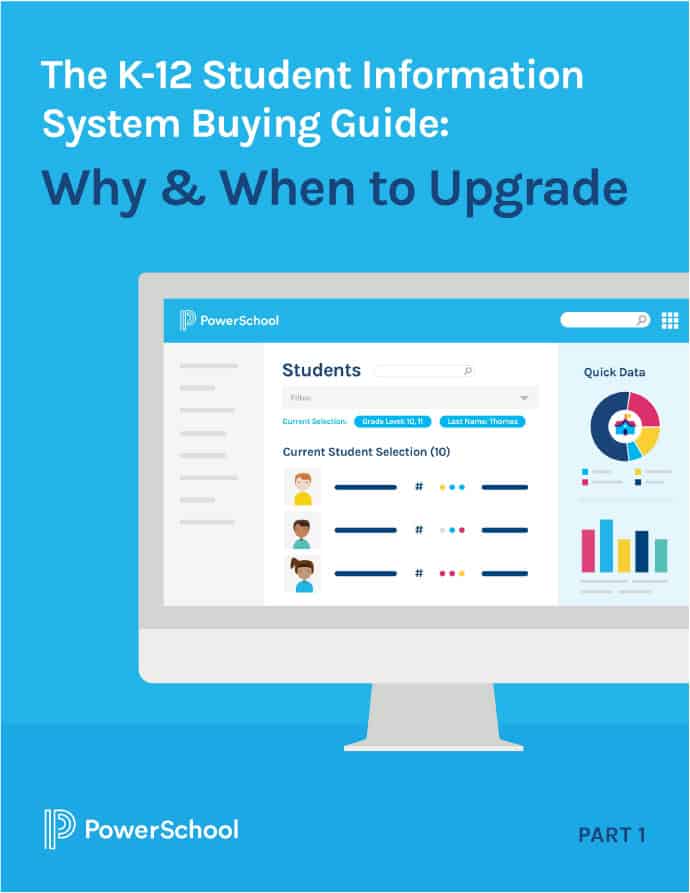 The K-12 Student Information
System Buying Guide:
Why & When to Upgrade
PowerSchool
Students
Quick Data
Filter:
Current Selection: Grade Level: 10, 11 Last Name: Thomas
Current Student Selection (10)
#
#
#
PowerSchool
PART 1